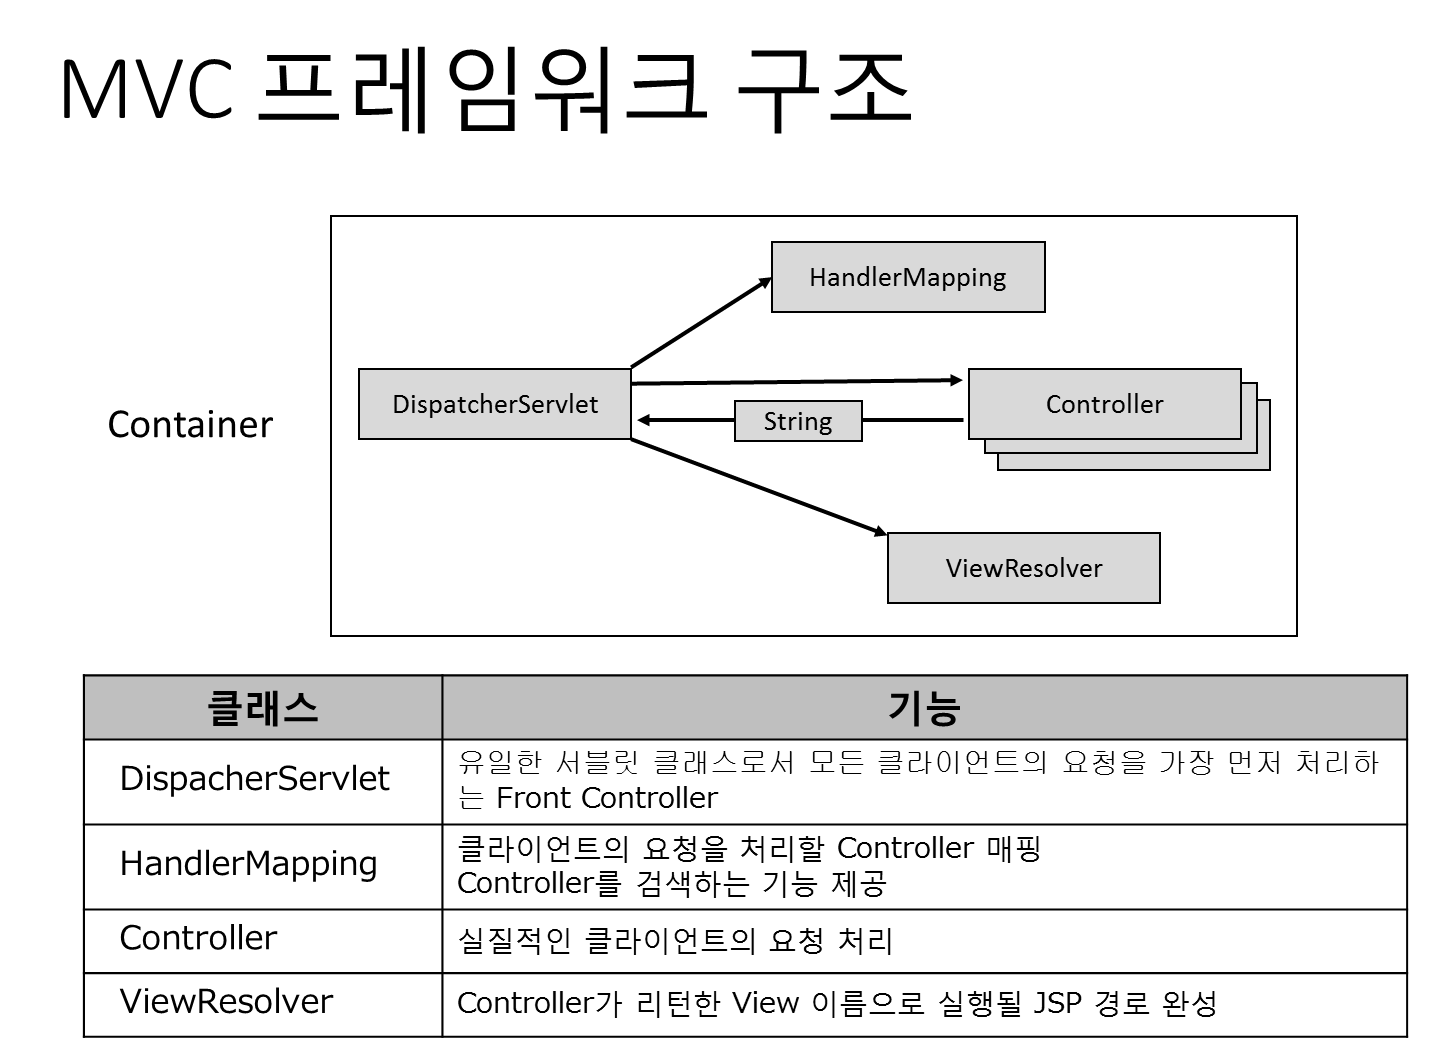 MVC 프레임워크 구조
HandlerMapping
DispatcherServlet
Controller
String
Container
ViewResolver
클래스
기능
DispacherServlet
유일한 서블릿 클래스로서 모든 클라이언트의 요청을 가장 먼저 처리하
는 Front Controller
HandlerMapping
클라이언트의 요청을 처리할 Controller 매핑
Controller를 검색하는 기능 제공
Controller
실질적인 클라이언트의 요청 처리
ViewResolver
Controller가 리턴한 View 이름으로 실행될 JSP 경로 완성